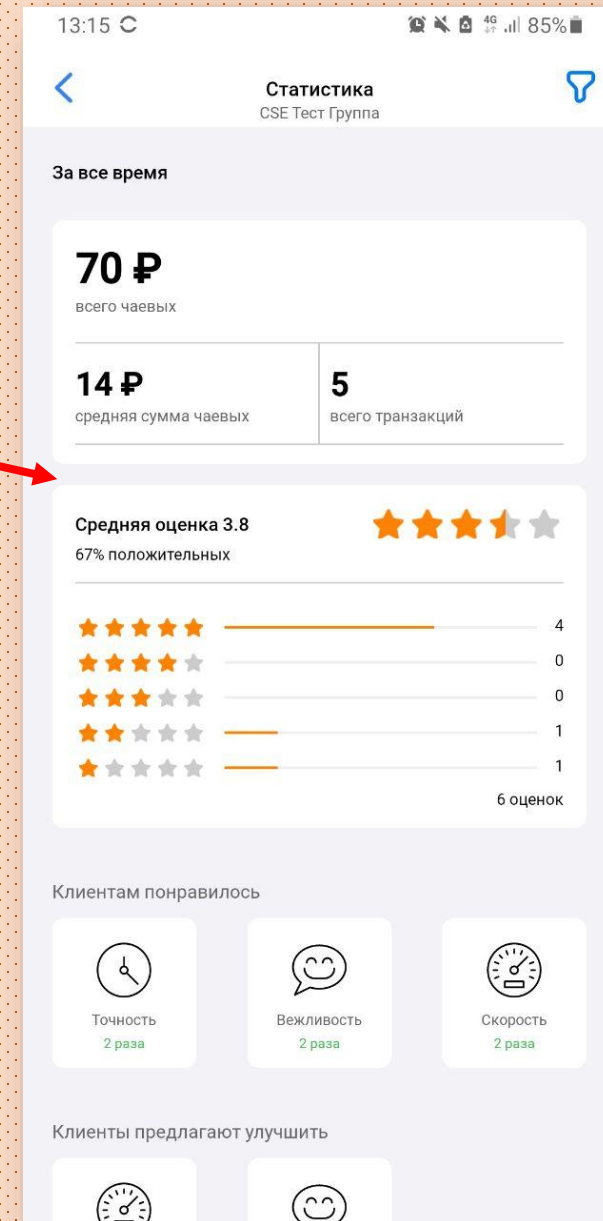 13:15
4G 85%
Статистика
CSE Тест Группа
За все время
70 ₽
всего чаевых
14 ₽
средняя сумма чаевых
5
всего транзакций
Средняя оценка 3.8
67% положительных
4
0
0
1
1
6 оценок
Клиентам понравилось
Точность
2 раза
Вежливость
2 раза
Скорость
2 раза
Клиенты предлагают улучшить